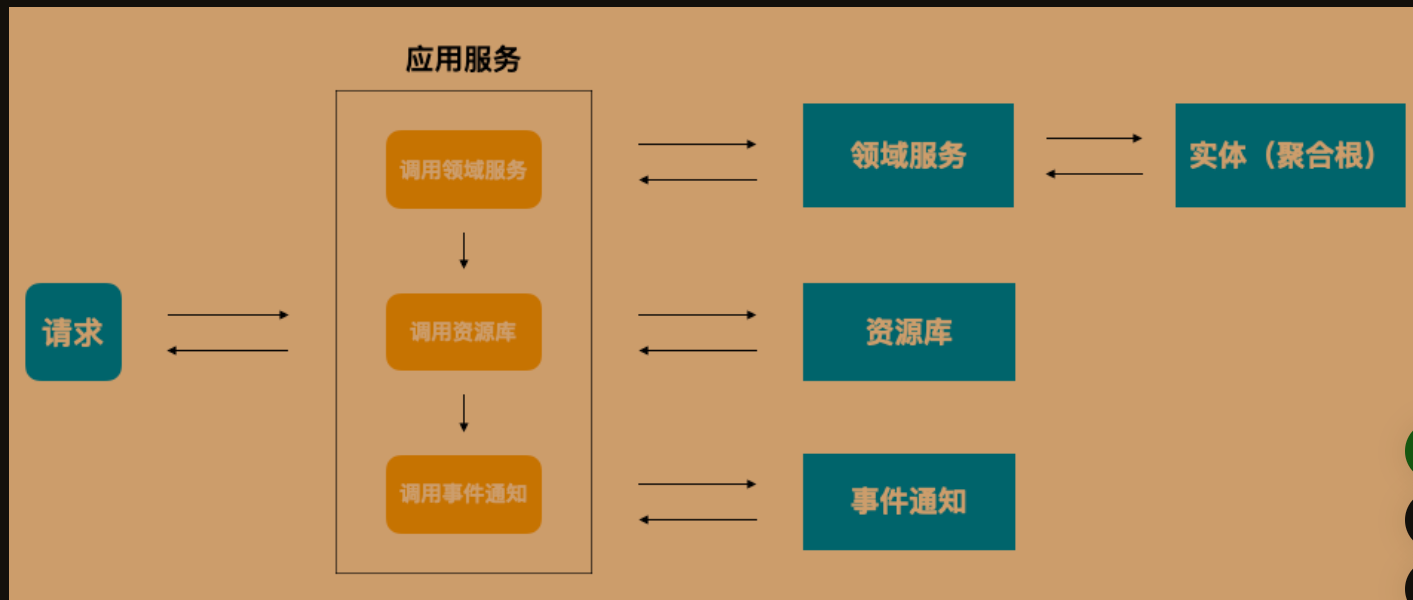 应用服务
调用领域服务
领域服务
实体（聚合根）
请求
调用资源库
资源库
调用事件通知
事件通知